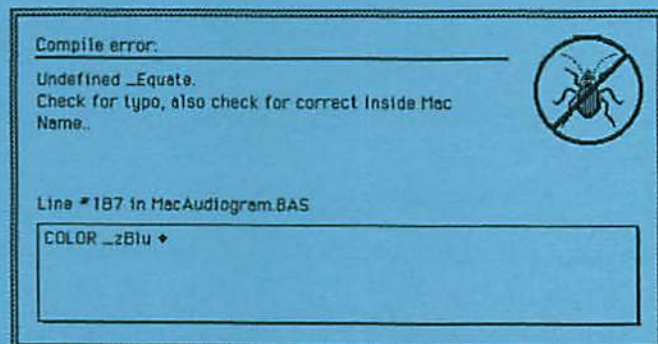 Compile error:
Undefined _Equate.
Check for typo, also check for correct Inside Mac
Name..
Line #187 in MacAudiogram.BAS
COLOR _zBlu ♦